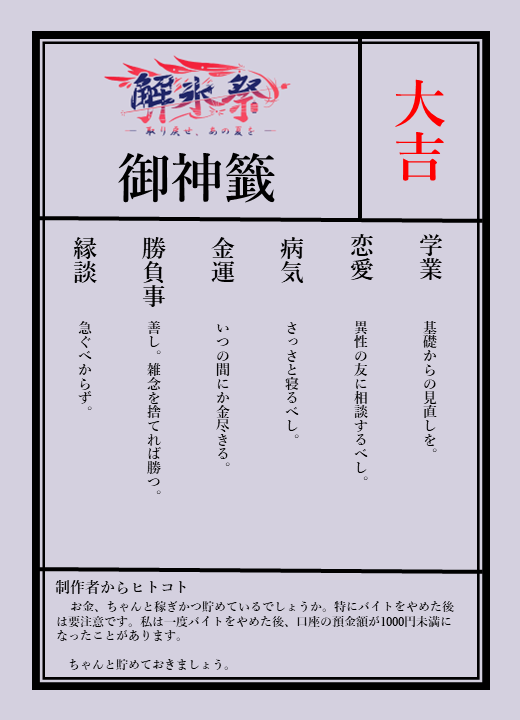 解氷祭
取り戻せ、あの夏を
御神籤
大吉
学業
基礎からの見直しを。
恋愛
異性の友に相談するべし。
病気
さっさと寝るべし。
金運
いつの間にか金尽きる。
勝負事
善し。雑念を捨てれば勝つ。
縁談
急ぐべからず。
制作者からヒトコト
お金、ちゃんと稼ぎかつ貯めているでしょうか。特にバイトをやめた後
は要注意です。私は一度バイトをやめた後、口座の預金額が1000円未満に
なったことがあります。
ちゃんと貯めておきましょう。